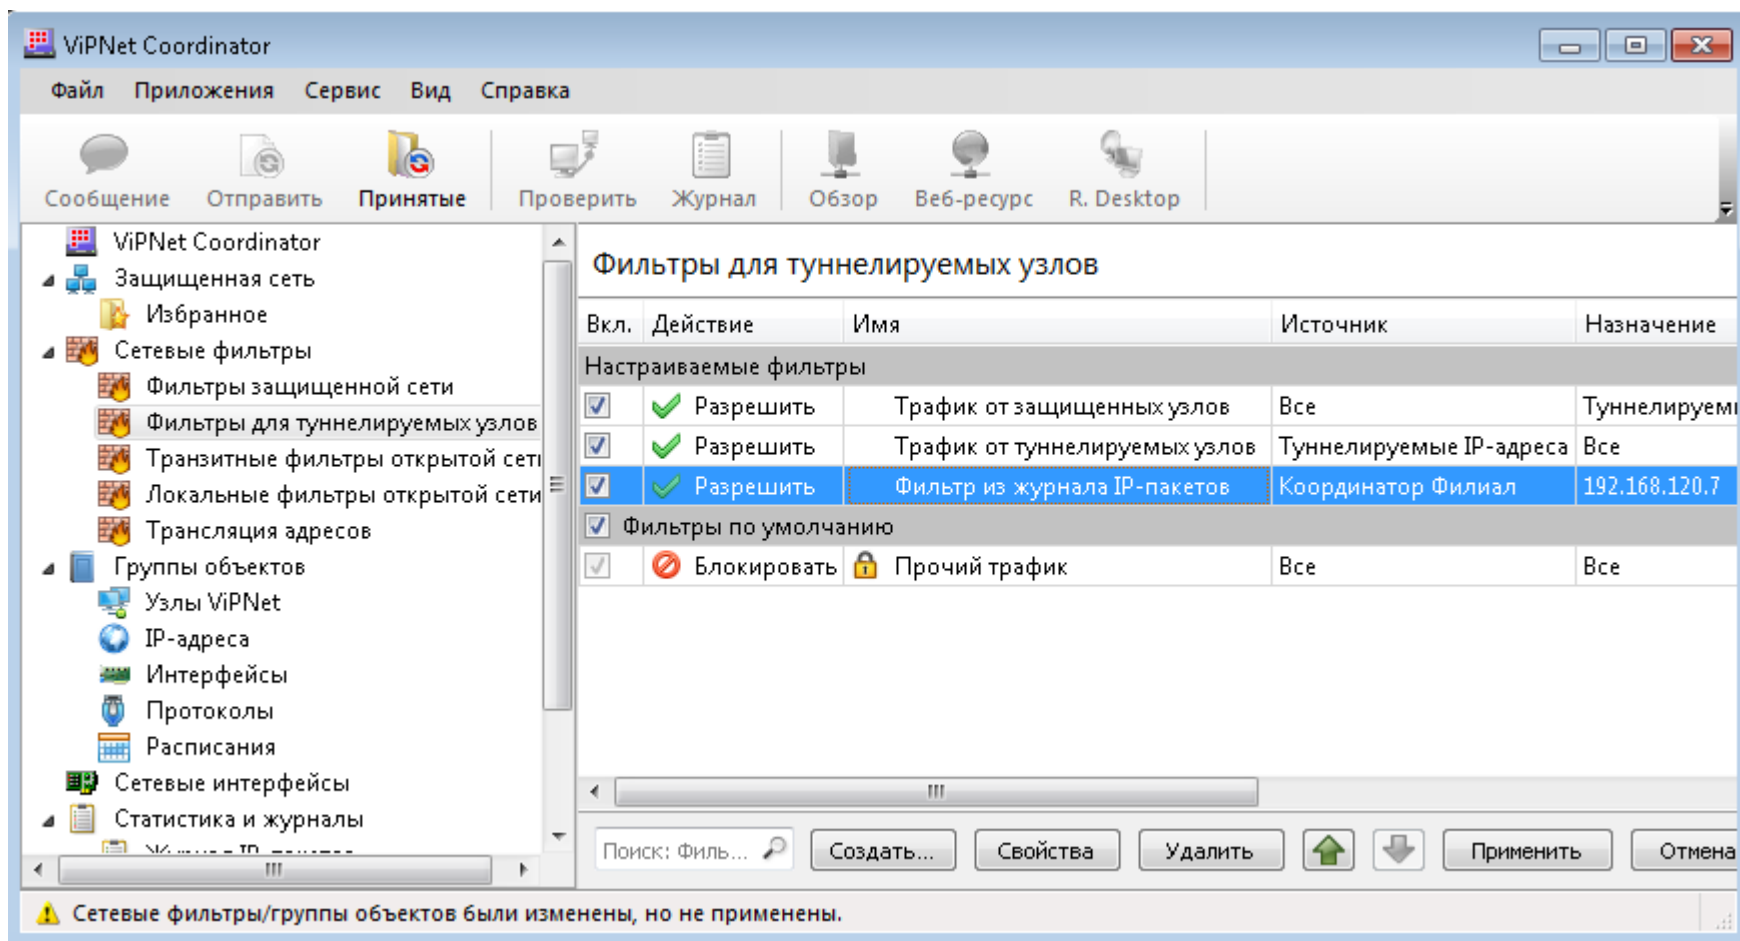 ViPNet Coordinator
Файл Приложения Сервис Вид Справка
Сообщение Отправить Принятые Проверить Журнал Обзор Веб-ресурс R. Desktop
ViPNet Coordinator
Защищенная сеть
Избранное
Сетевые фильтры
Фильтры защищенной сети
Фильтры для туннелируемых узлов
Транзитные фильтры открытой сети
Локальные фильтры открытой сети
Трансляция адресов
Группы объектов
Узлы ViPNet
IP-адреса
Интерфейсы
Протоколы
Расписания
Сетевые интерфейсы
Статистика и журналы
Фильтры для туннелируемых узлов
Вкл. Действие Имя Источник Назначение
Настраиваемые фильтры
Разрешить Трафик от защищенных узлов Все Туннелируемы
Разрешить Трафик от туннелируемых узлов Туннелируемые IP-адреса Все
Разрешить Фильтр из журнала IP-пакетов Координатор Филиал 192.168.120.7
Фильтры по умолчанию
Блокировать Прочий трафик Все Все
Поиск: Филь... Создать... Свойства Удалить Применить Отмена
Сетевые фильтры/группы объектов были изменены, но не применены.